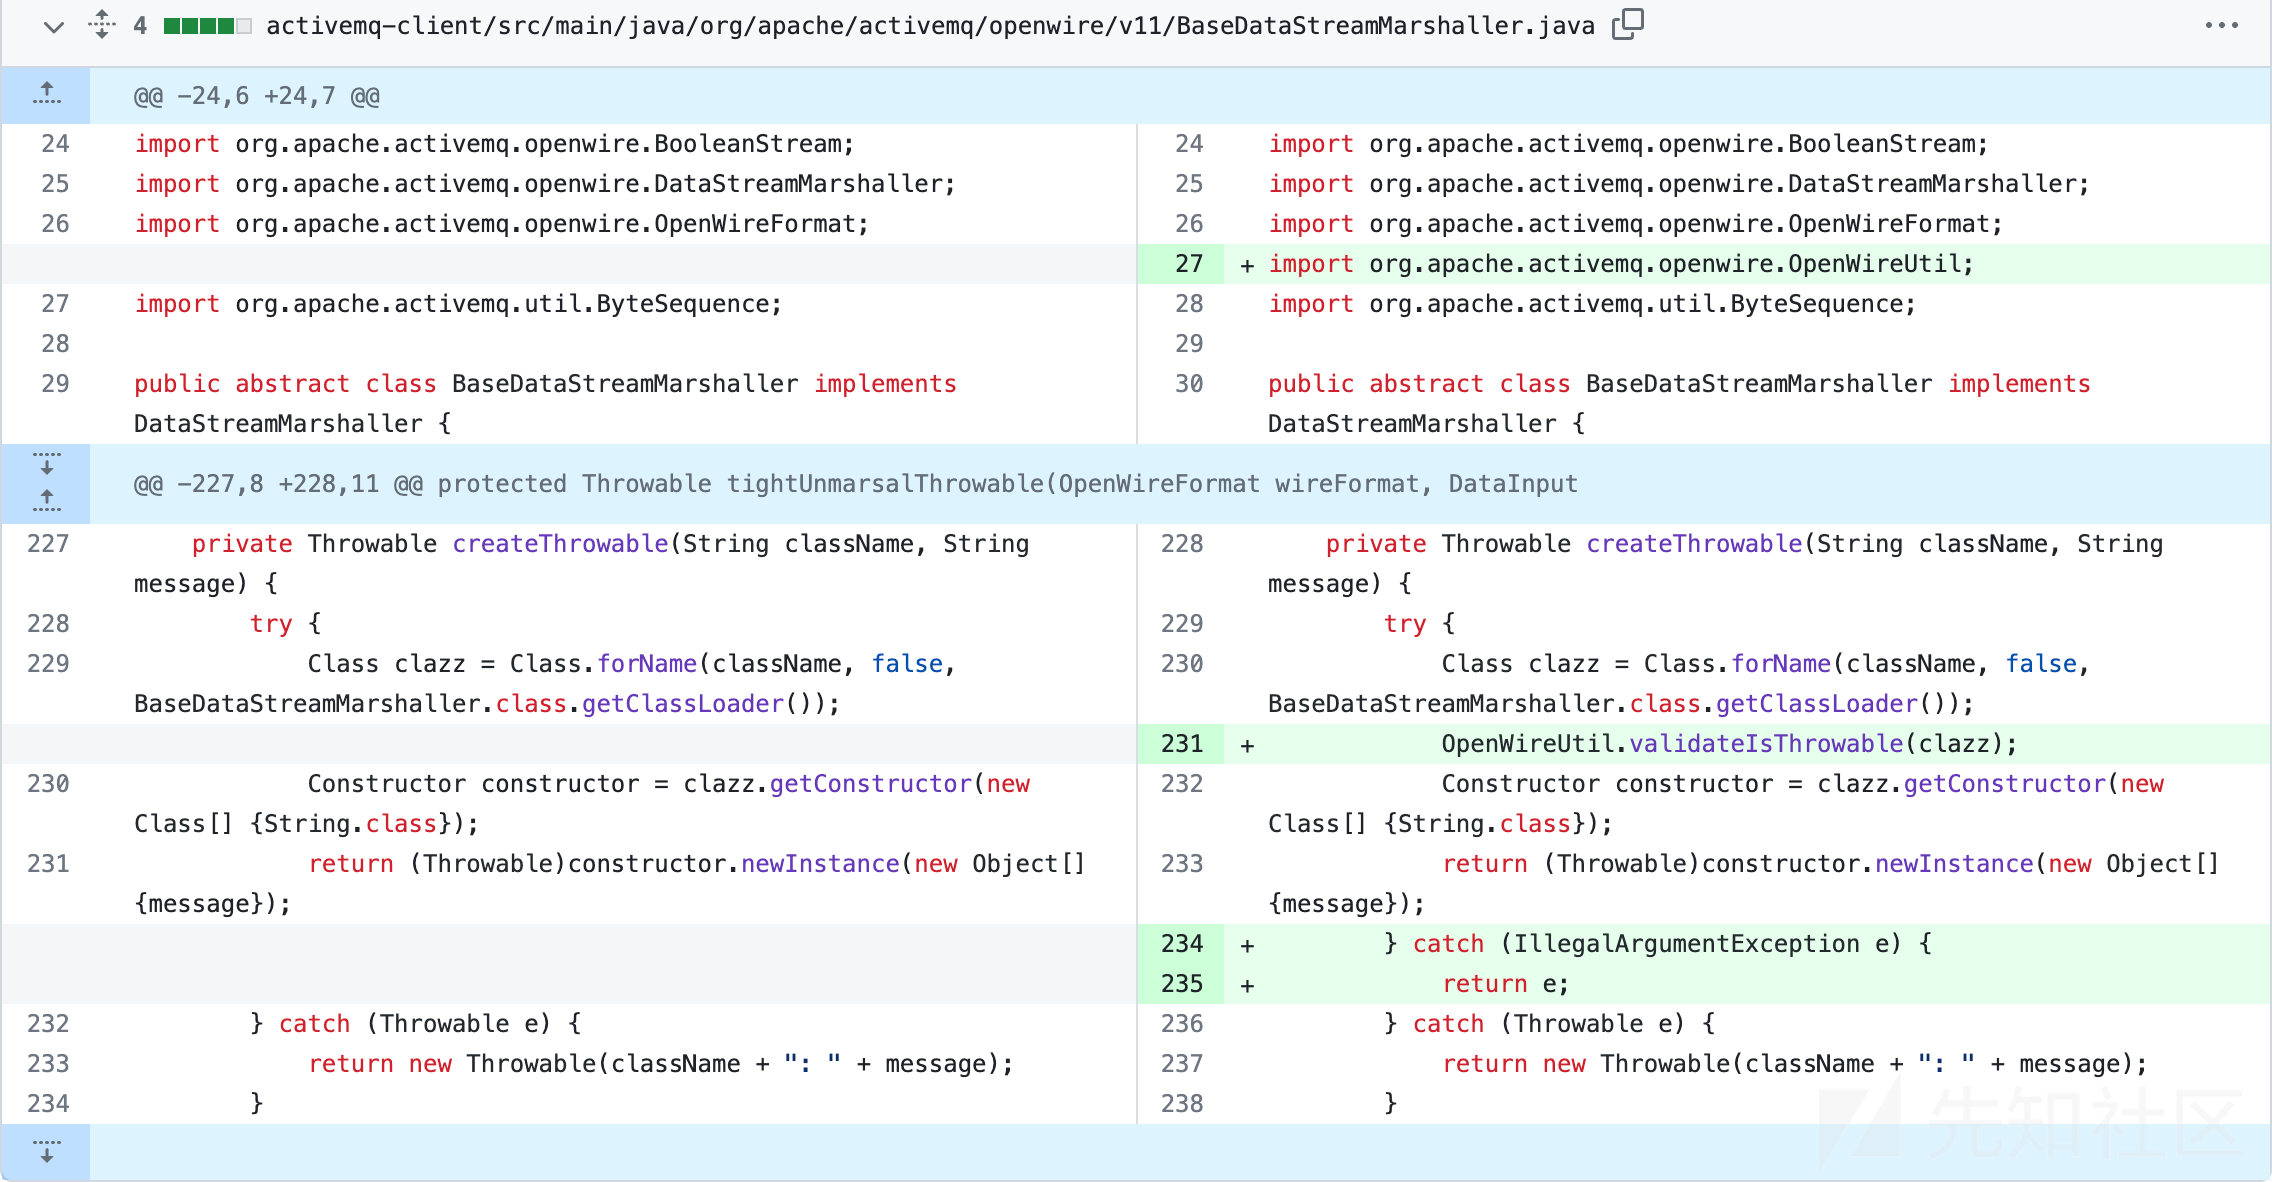 4 activemq-client/src/main/java/org/apache/activemq/openwire/v11/BaseDataStreamMarshaller.java
@@ -24,6 +24,7 @@
24 import org.apache.activemq.openwire.BooleanStream;
25 import org.apache.activemq.openwire.DataStreamMarshaller;
26 import org.apache.activemq.openwire.OpenWireFormat;
27 import org.apache.activemq.util.ByteSequence;
28
29 public abstract class BaseDataStreamMarshaller implements
DataStreamMarshaller {
24 import org.apache.activemq.openwire.BooleanStream;
25 import org.apache.activemq.openwire.DataStreamMarshaller;
26 import org.apache.activemq.openwire.OpenWireFormat;
27 + import org.apache.activemq.openwire.OpenWireUtil;
28 import org.apache.activemq.util.ByteSequence;
29
30 public abstract class BaseDataStreamMarshaller implements
DataStreamMarshaller {
@@ -227,8 +228,11 @@ protected Throwable tightUnmarsalThrowable(OpenWireFormat wireFormat, DataInput
227 private Throwable createThrowable(String className, String
message) {
228 try {
229 Class clazz = Class.forName(className, false,
BaseDataStreamMarshaller.class.getClassLoader());
230 Constructor constructor = clazz.getConstructor(new
Class[] {String.class});
231 return (Throwable)constructor.newInstance(new Object[]
{message});
232 } catch (Throwable e) {
233 return new Throwable(className + ": " + message);
234 }
228 private Throwable createThrowable(String className, String
message) {
229 try {
230 Class clazz = Class.forName(className, false,
BaseDataStreamMarshaller.class.getClassLoader());
231 + OpenWireUtil.validateIsThrowable(clazz);
232 Constructor constructor = clazz.getConstructor(new
Class[] {String.class});
233 return (Throwable)constructor.newInstance(new Object[]
{message});
234 + } catch (IllegalArgumentException e) {
235 + return e;
236 } catch (Throwable e) {
237 return new Throwable(className + ": " + message);
238 }
先知社区